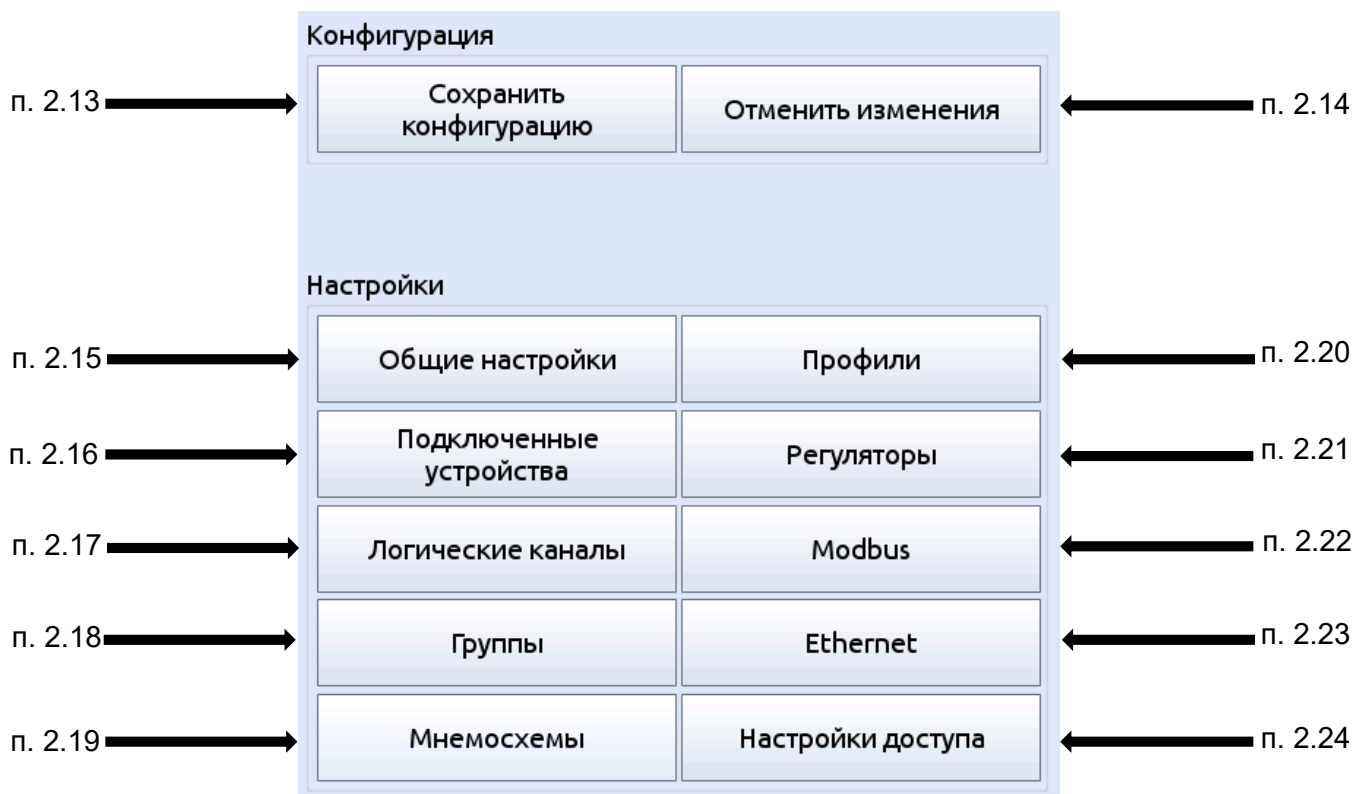 Конфигурация
п. 2.13
Сохранить
конфигурацию
Отменить изменения
п. 2.14
Настройки
п. 2.15
Общие настройки
Профили
п. 2.20
п. 2.16
Подключенные
устройства
Регуляторы
п. 2.21
п. 2.17
Логические каналы
Modbus
п. 2.22
п. 2.18
Группы
Ethernet
п. 2.23
п. 2.19
Мнемосхемы
Настройки доступа
п. 2.24